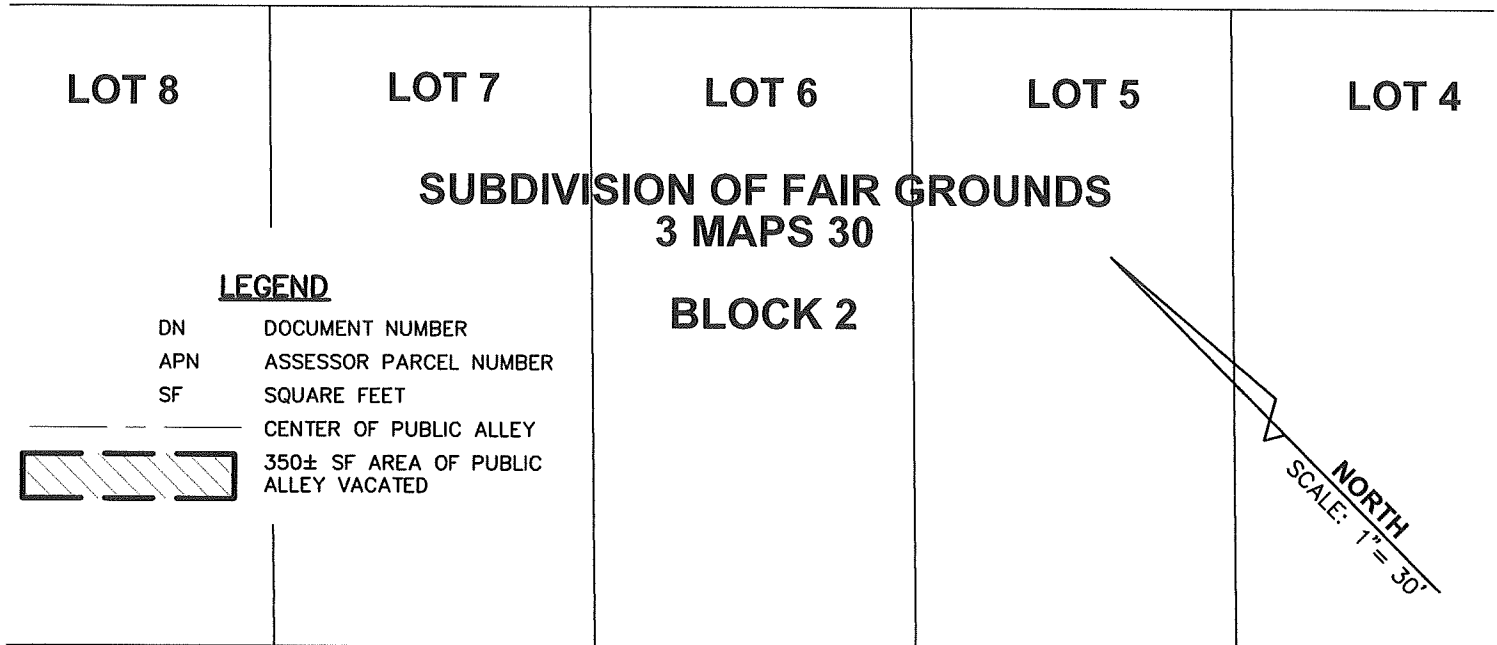 LOT 8
LOT 7
LOT 6
LOT 5
LOT 4
SUBDIVISION OF FAIR GROUNDS
3 MAPS 30
BLOCK 2
LEGEND
DN DOCUMENT NUMBER
APN ASSESSOR PARCEL NUMBER
SF SQUARE FEET
CENTER OF PUBLIC ALLEY
350± SF AREA OF PUBLIC
ALLEY VACATED
NORTH
SCALE: 1"= 30'